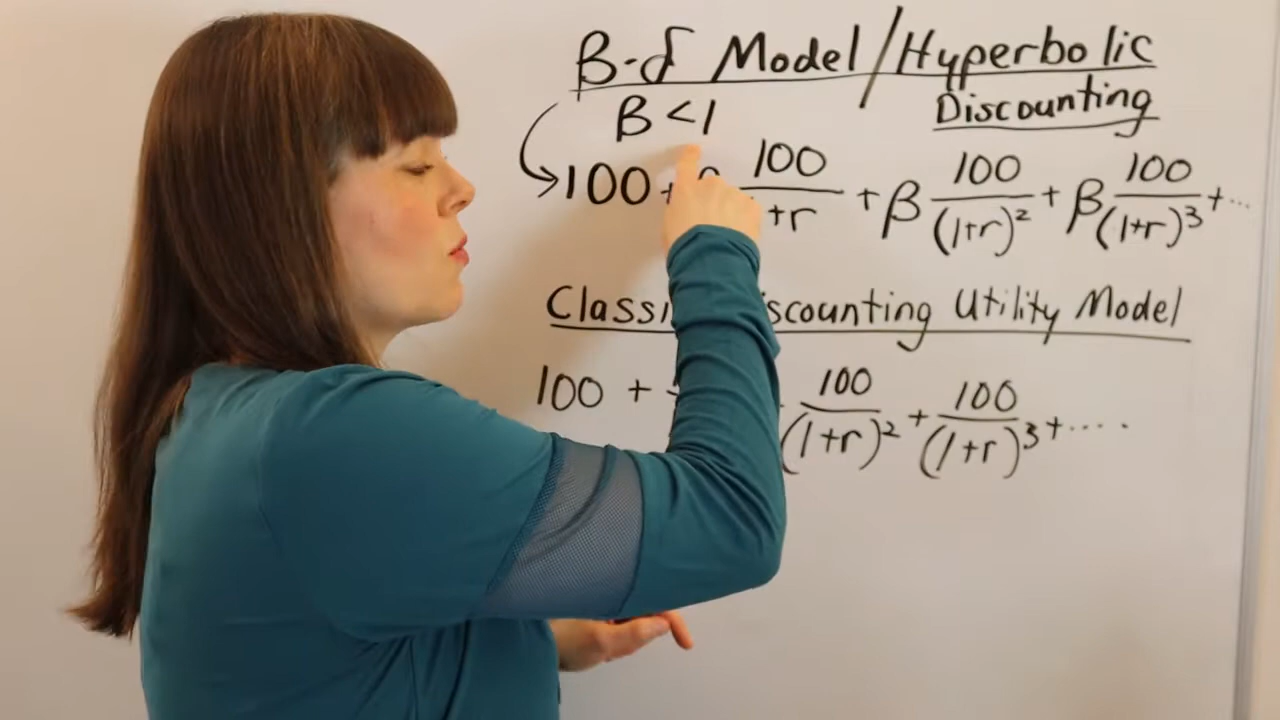 β-δ Model/Hyperbolic
Discounting
B<1
100+ 100/+r + β 100/(1+r)² + β 100/(1+r)³ +...
Classi scounting Utility Model
100 + 100/(1+r)² + 100/(1+r)³ +....